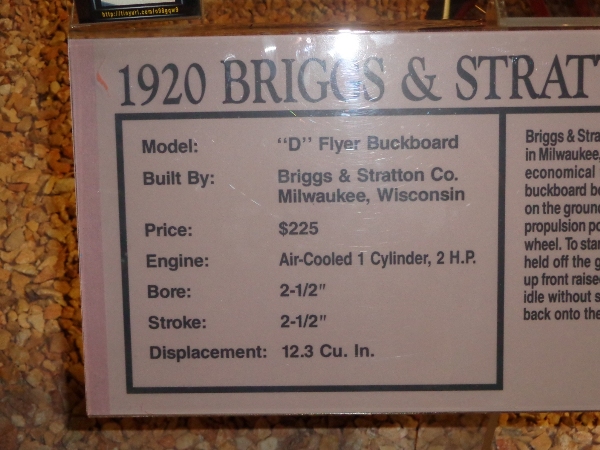 1920 BRIGGS & STRAT
Model: "D" Flyer Buckboard
Built By: Briggs & Stratton Co.
Milwaukee, Wisconsin
Price: $225
Engine: Air-Cooled 1 Cylinder, 2 H.P.
Bore: 2-1/2"
Stroke: 2-1/2"
Displacement: 12.3 Cu. In.
Briggs & Stra
in Milwaukee,
economical
buckboard be
on the ground
propulsion po
wheel. To star
held off the g
up front raise
idle without s
back onto the